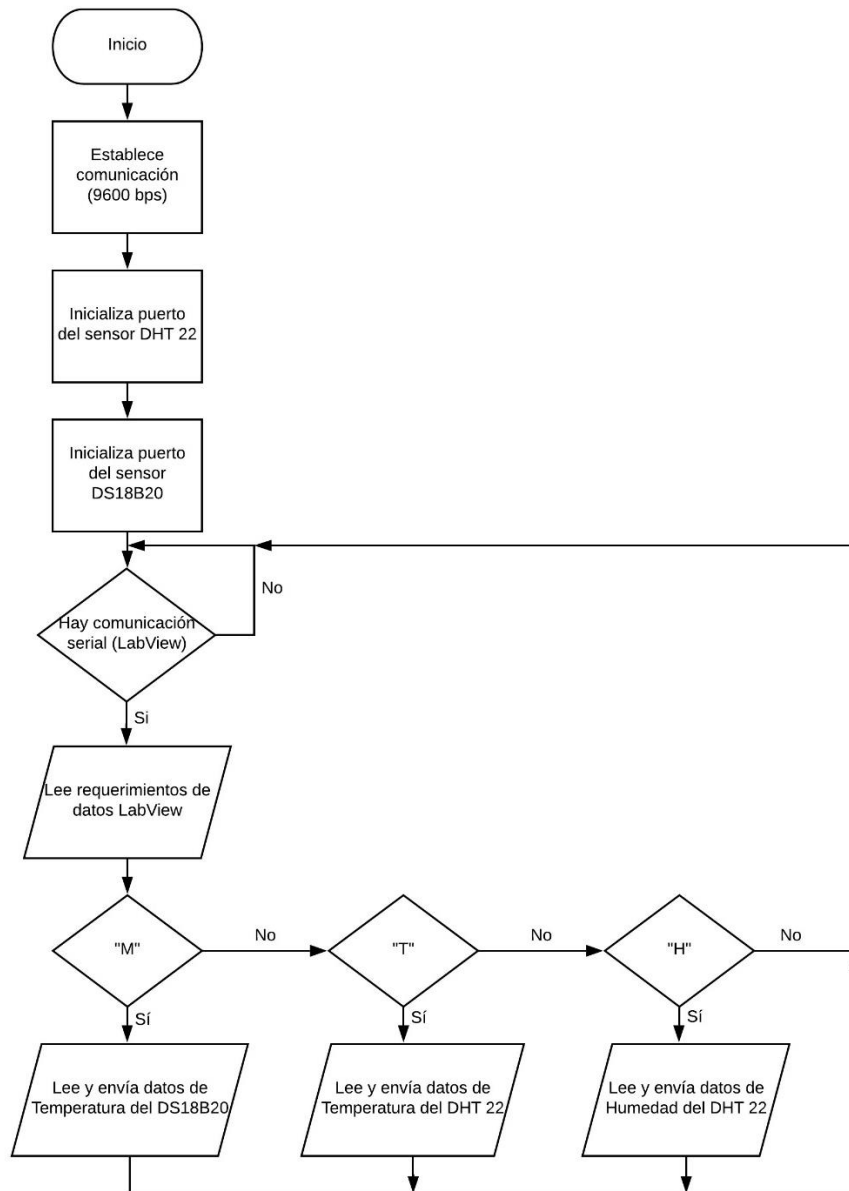 Inicio
Establece
comunicación
(9600 bps)
Inicializa puerto
del sensor DHT 22
Inicializa puerto
del sensor
DS18B20
No
Hay comunicación
serial (LabView)
Si
Lee requerimientos de
datos LabView
"M"
No
"T"
No
"H"
No
Sí
Sí
Sí
Lee y envía datos de
Temperatura del DS18B20
Lee y envía datos de
Temperatura del DHT 22
Lee y envía datos de
Humedad del DHT 22